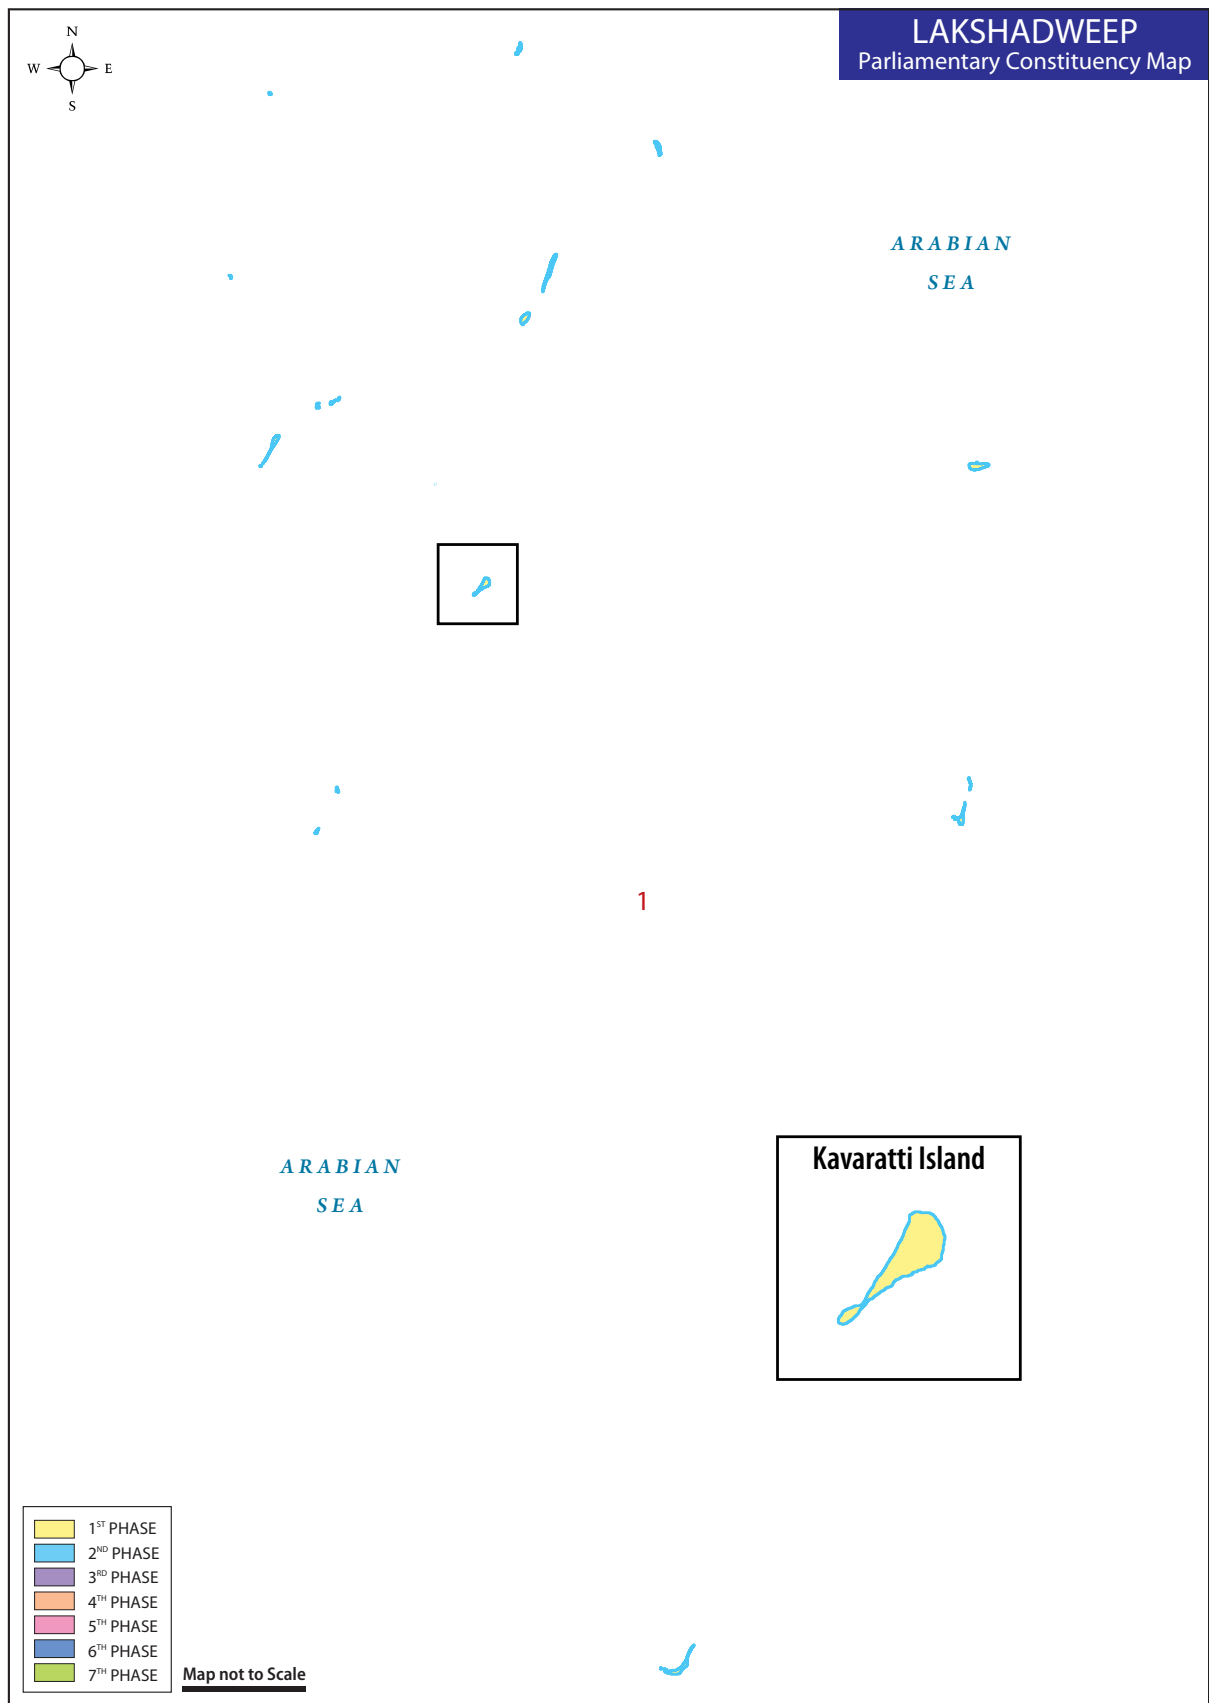 N
W E
S
LAKSHADWEEP
Parliamentary Constituency Map
ARABIAN
SEA
1
ARABIAN
SEA
Kavaratti Island
1ST PHASE
2ND PHASE
3RD PHASE
4TH PHASE
5TH PHASE
6TH PHASE
7TH PHASE
Map not to Scale